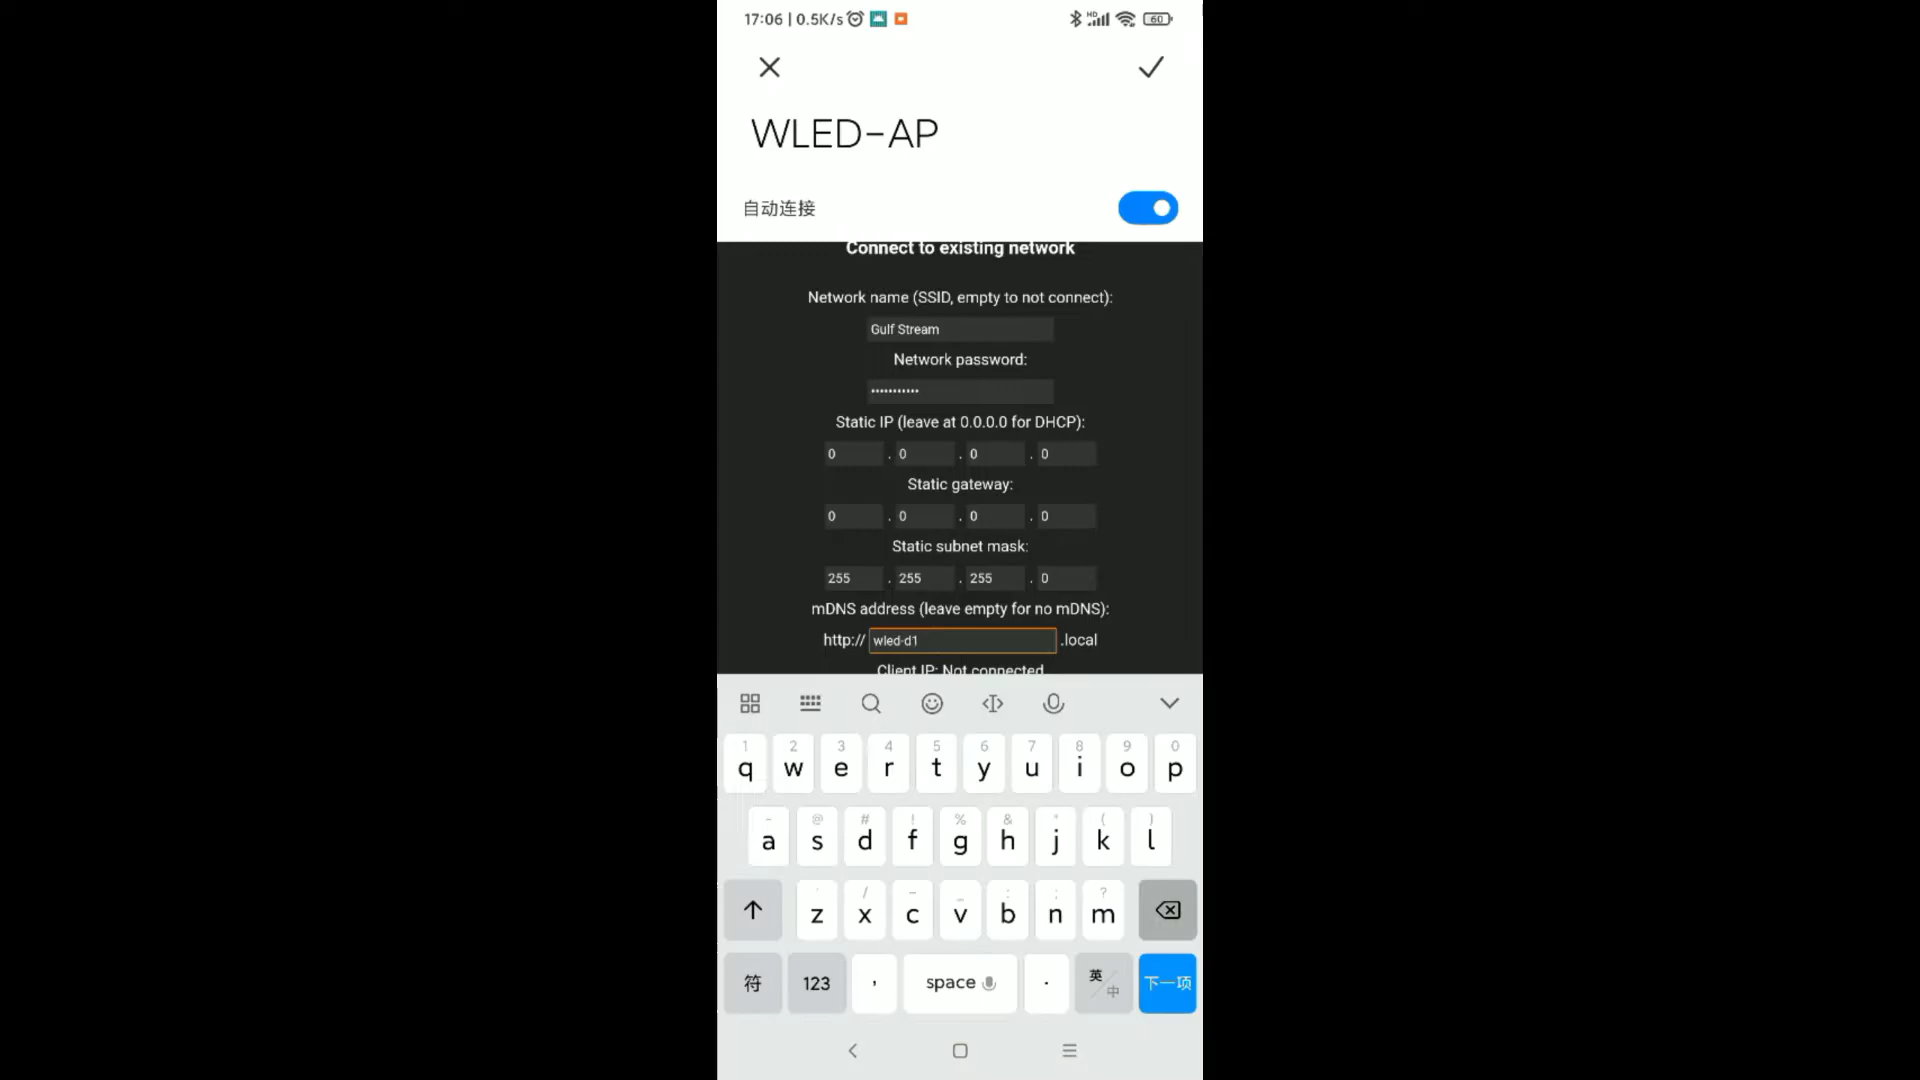 17:06 | 0.5K/s HD 60
WLED-AP
自动连接
Connect to existing network
Network name (SSID, empty to not connect):
Gulf Stream
Network password:
•••••••••••
Static IP (leave at 0.0.0.0 for DHCP):
0 . 0 . 0 . 0
Static gateway:
0 . 0 . 0 . 0
Static subnet mask:
255 . 255 . 255 . 0
mDNS address (leave empty for no mDNS):
http:// wled-d1 .local
Client IP: Not connected
1 2 3 4 5 6 7 8 9 0
q w e r t y u i o p
- @ # ! % & * ( )
a s d f g h j k l
' / – _ : ; ?
z x c v b n m
符 123 , space . 英/中 下一项